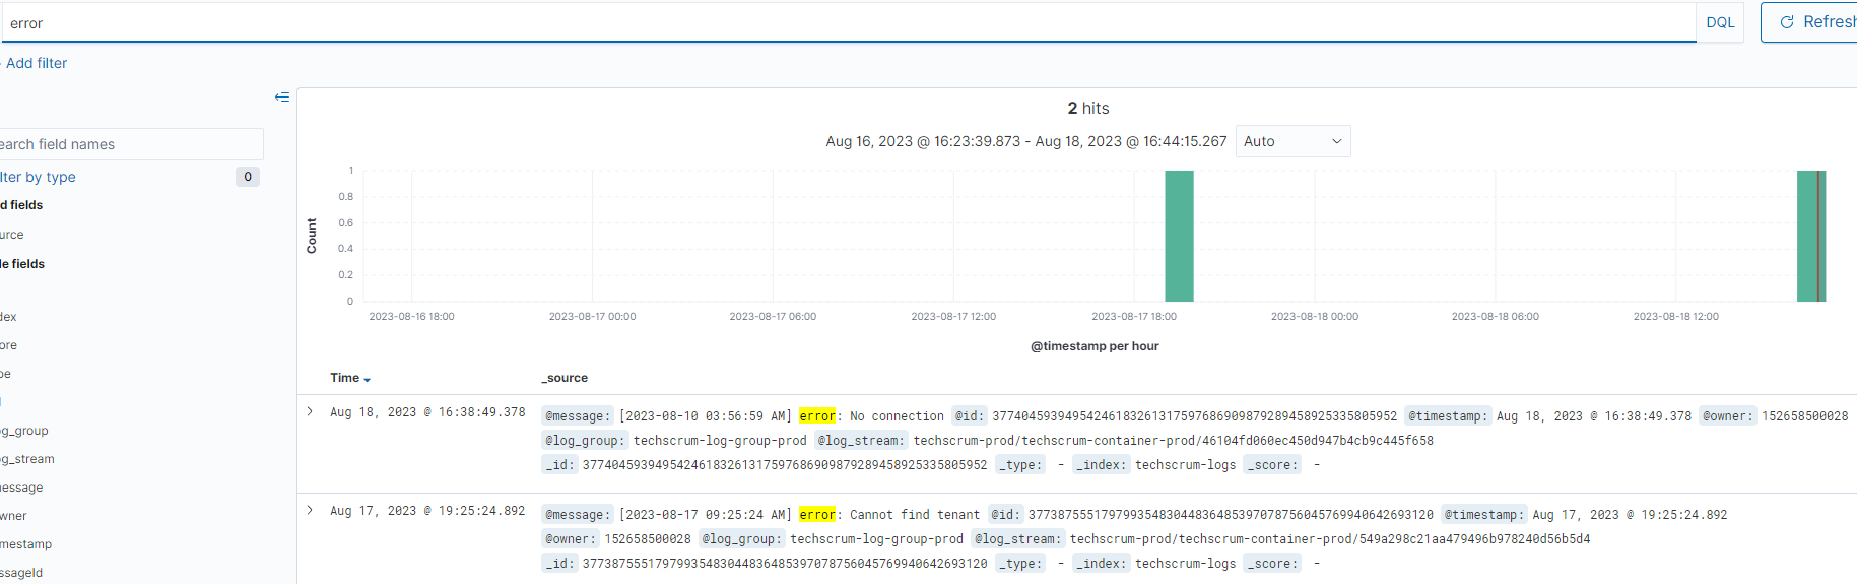 error
DQL
Refresh
Add filter
earch field names
lter by type
0
d fields
urce
le fields
dex
ore
pe
d
g_group
g_stream
essage
wner
mestamp
ssageId
2 hits
Aug 16, 2023 @ 16:23:39.873 - Aug 18, 2023 @ 16:44:15.267
Auto
Count
1
0.8
0.6
0.4
0.2
0
2023-08-16 18:00
2023-08-17 00:00
2023-08-17 06:00
2023-08-17 12:00
2023-08-17 18:00
2023-08-18 00:00
2023-08-18 06:00
2023-08-18 12:00
@timestamp per hour
Time
_source
Aug 18, 2023 @ 16:38:49.378
@message: [2023-08-10 03:56:59 AM] error: No connection @id: 37740459394954246183261317597686909879289458925335805952 @timestamp: Aug 18, 2023 @ 16:38:49.378 @owner: 152658500028
@log_group: techscrum-log-group-prod @log_stream: techscrum-prod/techscrum-container-prod/46104fd060ec450d947b4cb9c445f658
_id: 37740459394954246183261317597686909879289458925335805952 _type: - _index: techscrum-logs _score: -
Aug 17, 2023 @ 19:25:24.892
@message: [2023-08-17 09:25:24 AM] error: Cannot find tenant @id: 37738755517979935483044836485397078756045769940642693120 @timestamp: Aug 17, 2023 @ 19:25:24.892
@owner: 152658500028 @log_group: techscrum-log-group-prod @log_stream: techscrum-prod/techscrum-container-prod/549a298c21aa479496b978240d56b5d4
_id: 37738755517979935483044836485397078756045769940642693120 _type: - _index: techscrum-logs _score: -